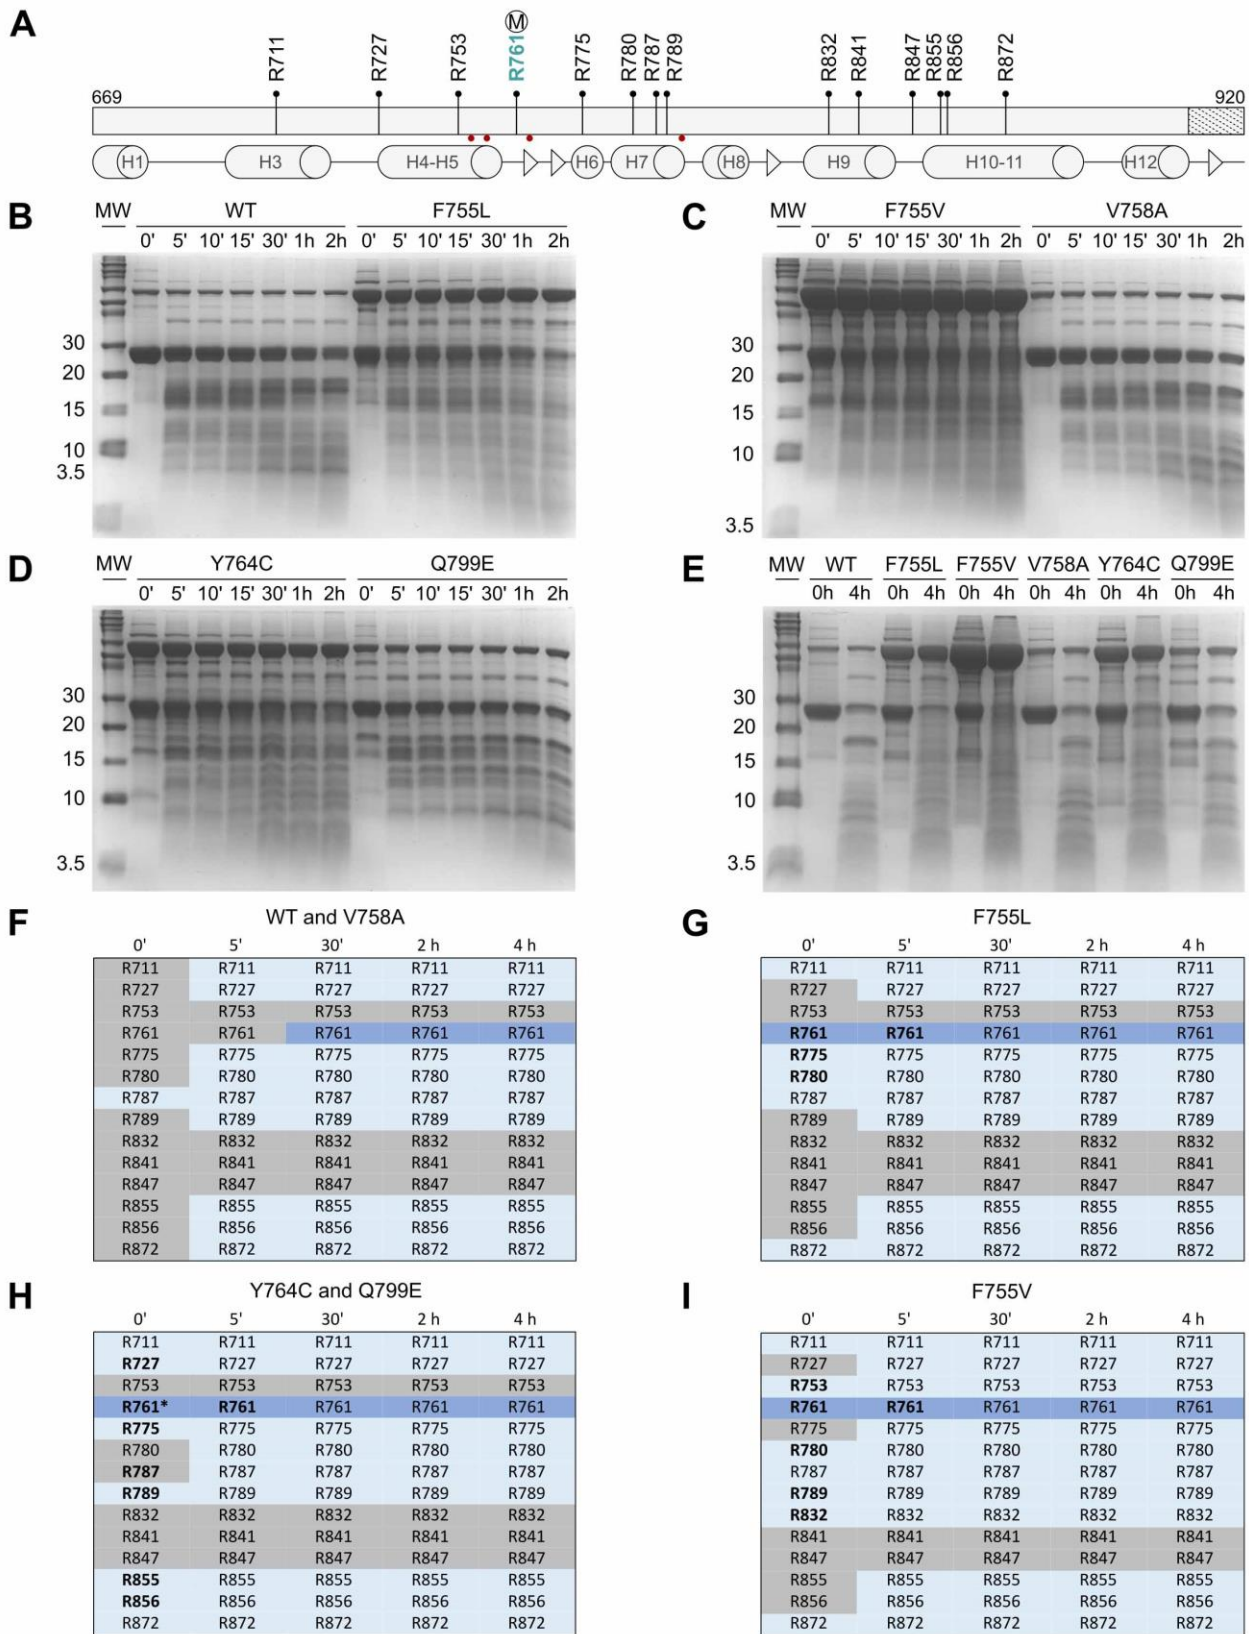 A
M
R711 R727 R753 R761 R775 R780 R787 R789 R832 R841 R847 R855 R856 R872
669 920
H1 H3 H4-H5 H6 H7 H8 H9 H10-11 H12
B
MW WT F755L
0' 5' 10' 15' 30' 1h 2h 0' 5' 10' 15' 30' 1h 2h
30
20
15
10
3.5
C
MW F755V V758A
0' 5' 10' 15' 30' 1h 2h 0' 5' 10' 15' 30' 1h 2h
30
20
15
10
3.5
D
MW Y764C Q799E
0' 5' 10' 15' 30' 1h 2h 0' 5' 10' 15' 30' 1h 2h
30
20
15
10
3.5
E
MW WT F755L F755V V758A Y764C Q799E
0h 4h 0h 4h 0h 4h 0h 4h 0h 4h 0h 4h
30
20
15
10
3.5
F
WT and V758A
0' 5' 30' 2 h 4 h
R711 R711 R711 R711 R711
R727 R727 R727 R727 R727
R753 R753 R753 R753 R753
R761 R761 R761 R761 R761
R775 R775 R775 R775 R775
R780 R780 R780 R780 R780
R787 R787 R787 R787 R787
R789 R789 R789 R789 R789
R832 R832 R832 R832 R832
R841 R841 R841 R841 R841
R847 R847 R847 R847 R847
R855 R855 R855 R855 R855
R856 R856 R856 R856 R856
R872 R872 R872 R872 R872
G
F755L
0' 5' 30' 2 h 4 h
R711 R711 R711 R711 R711
R727 R727 R727 R727 R727
R753 R753 R753 R753 R753
R761 R761 R761 R761 R761
R775 R775 R775 R775 R775
R780 R780 R780 R780 R780
R787 R787 R787 R787 R787
R789 R789 R789 R789 R789
R832 R832 R832 R832 R832
R841 R841 R841 R841 R841
R847 R847 R847 R847 R847
R855 R855 R855 R855 R855
R856 R856 R856 R856 R856
R872 R872 R872 R872 R872
H
Y764C and Q799E
0' 5' 30' 2 h 4 h
R711 R711 R711 R711 R711
R727 R727 R727 R727 R727
R753 R753 R753 R753 R753
R761* R761 R761 R761 R761
R775 R775 R775 R775 R775
R780 R780 R780 R780 R780
R787 R787 R787 R787 R787
R789 R789 R789 R789 R789
R832 R832 R832 R832 R832
R841 R841 R841 R841 R841
R847 R847 R847 R847 R847
R855 R855 R855 R855 R855
R856 R856 R856 R856 R856
R872 R872 R872 R872 R872
I
F755V
0' 5' 30' 2 h 4 h
R711 R711 R711 R711 R711
R727 R727 R727 R727 R727
R753 R753 R753 R753 R753
R761 R761 R761 R761 R761
R775 R775 R775 R775 R775
R780 R780 R780 R780 R780
R787 R787 R787 R787 R787
R789 R789 R789 R789 R789
R832 R832 R832 R832 R832
R841 R841 R841 R841 R841
R847 R847 R847 R847 R847
R855 R855 R855 R855 R855
R856 R856 R856 R856 R856
R872 R872 R872 R872 R872